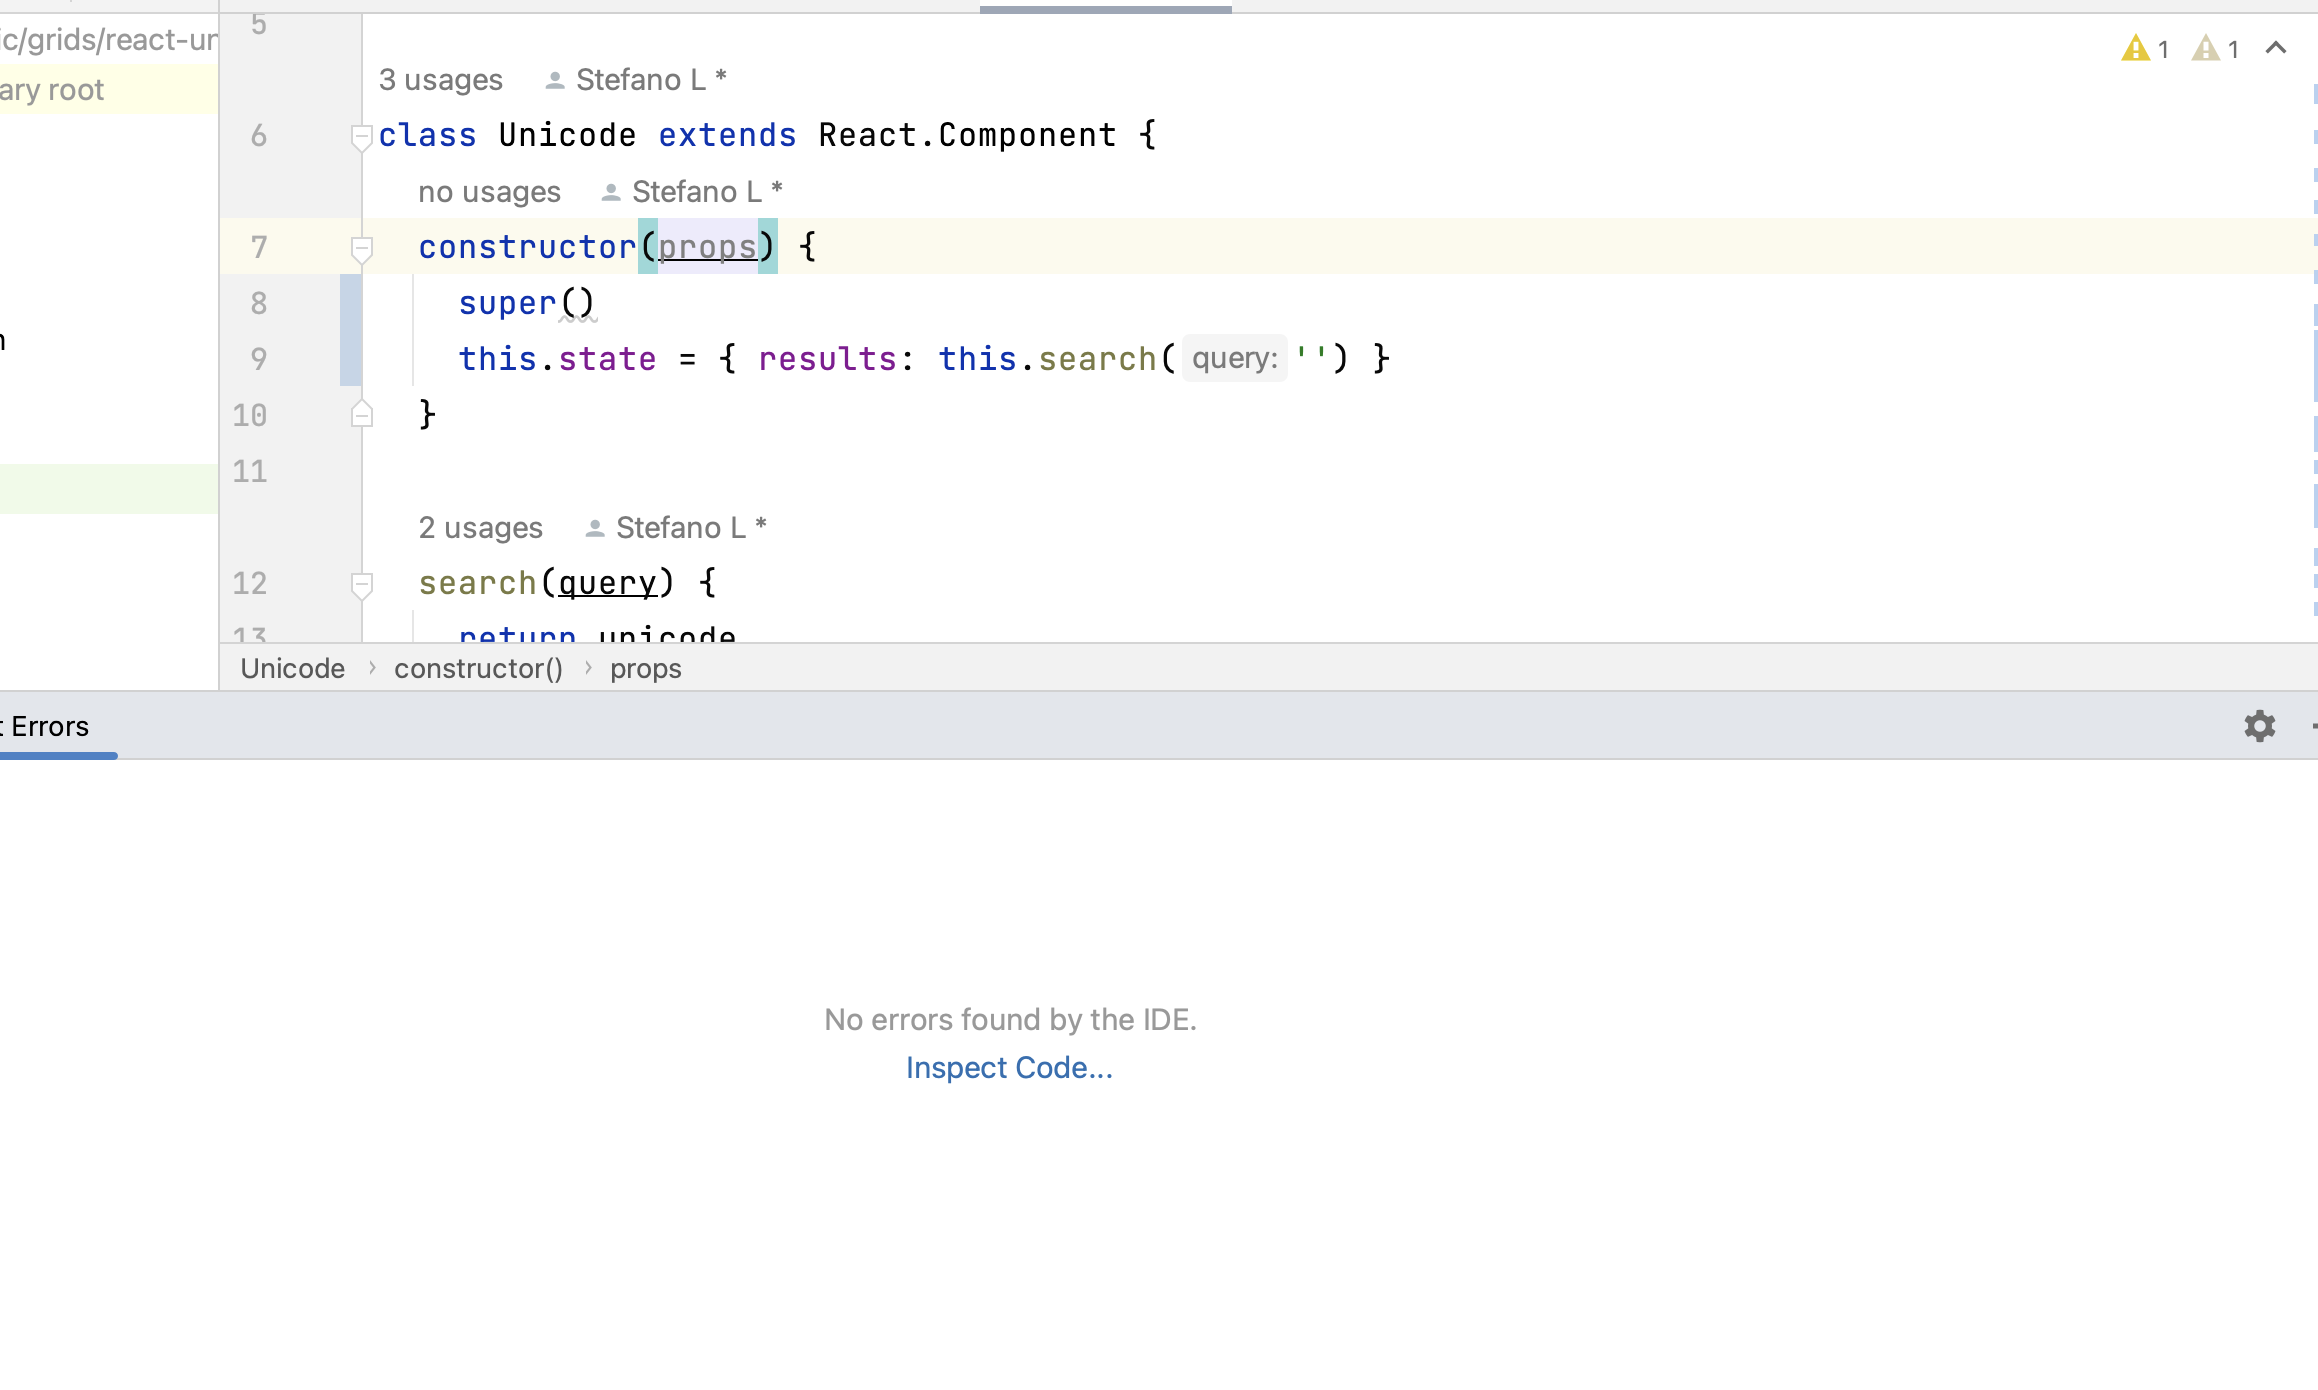 ic/grids/react-un
ary root
5
1 1
3 usages Stefano L *
6 class Unicode extends React.Component {
no usages Stefano L *
7 constructor(props) {
8 super()
9 this.state = { results: this.search( query: '') }
10 }
11
2 usages Stefano L *
12 search(query) {
13 return unicode
Unicode › constructor() › props
t Errors
No errors found by the IDE.
Inspect Code...